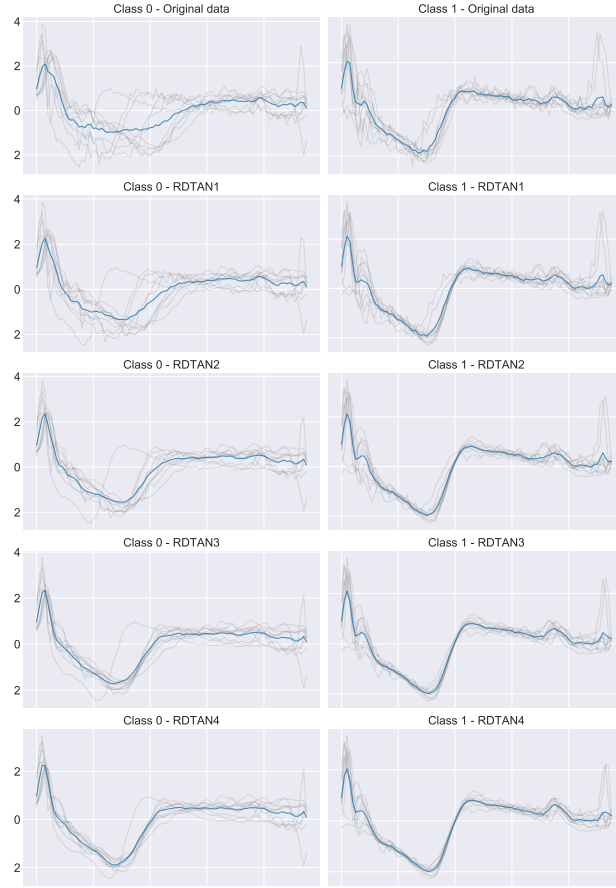 Class 0 - Original data
Class 1 - Original data
4
2
0
2
Class 0 - RDTAN1
Class 1 - RDTAN1
4
2
0
2
Class 0 - RDTAN2
Class 1 - RDTAN2
4
2
0
2
Class 0 - RDTAN3
Class 1 - RDTAN3
4
2
0
2
Class 0 - RDTAN4
Class 1 - RDTAN4
2
0
2